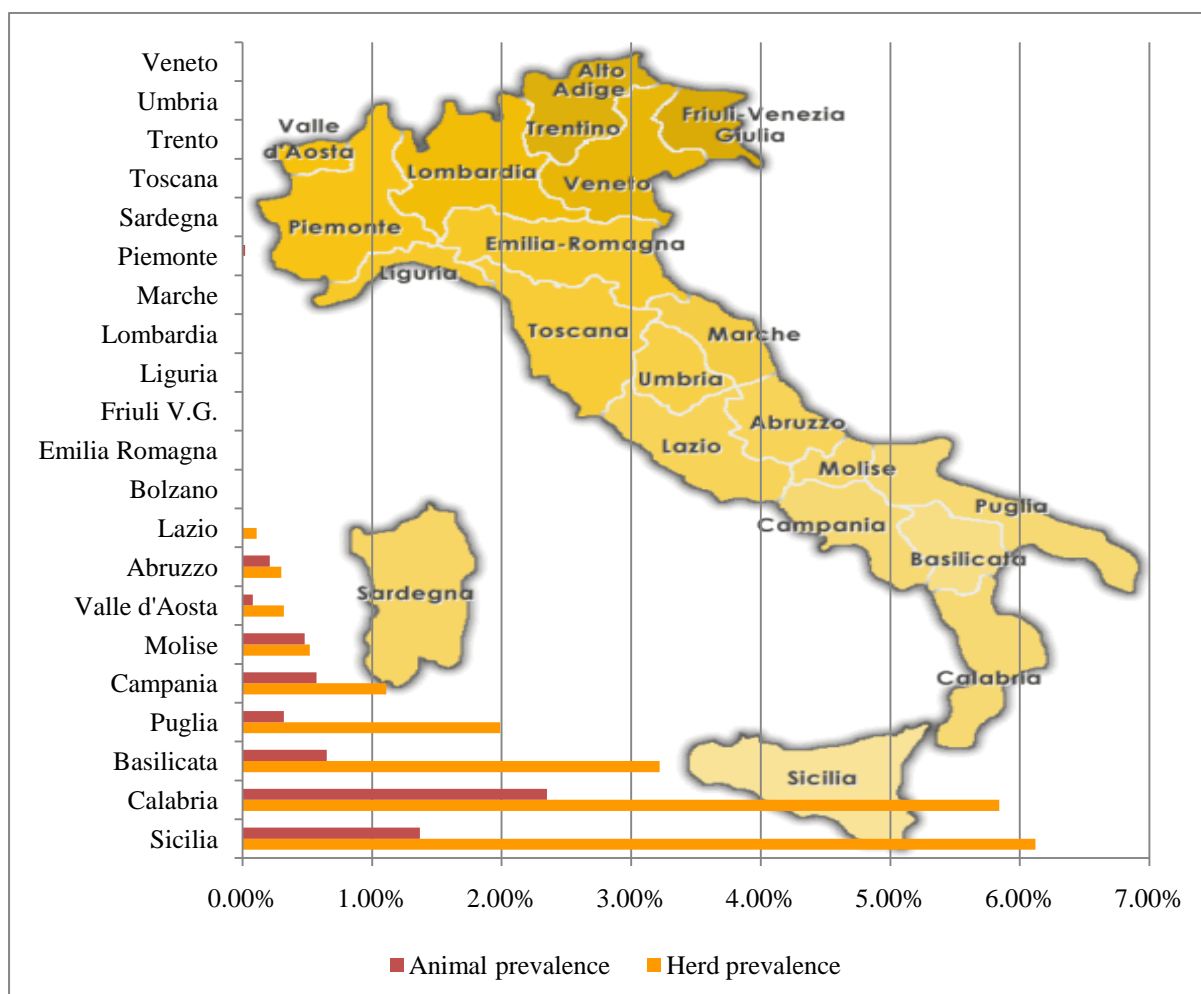 Veneto
Umbria
Trento
Toscana
Sardegna
Piemonte
Marche
Lombardia
Liguria
Friuli V.G.
Emilia Romagna
Bolzano
Lazio
Abruzzo
Valle d'Aosta
Molise
Campania
Puglia
Basilicata
Calabria
Sicilia
Alto
Adige
Trentino
Friuli-Venezia
Giulia
Valle
d'Aosta
Lombardia
Veneto
Piemonte
Emilia-Romagna
Liguria
Toscana
Marche
Umbria
Abruzzo
Lazio
Molise
Puglia
Campania
Basilicata
Sardegna
Calabria
Sicilia
0.00% 1.00% 2.00% 3.00% 4.00% 5.00% 6.00% 7.00%
Animal prevalence Herd prevalence